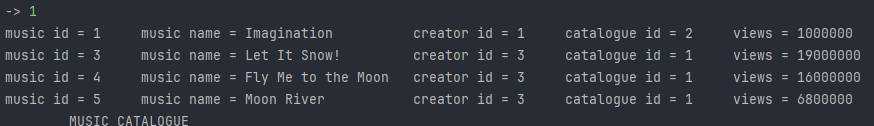 -> 1
music id = 1     music name = Imagination          creator id = 1     catalogue id = 2     views = 1000000
music id = 3     music name = Let It Snow!         creator id = 3     catalogue id = 1     views = 19000000
music id = 4     music name = Fly Me to the Moon   creator id = 3     catalogue id = 1     views = 16000000
music id = 5     music name = Moon River           creator id = 3     catalogue id = 1     views = 6800000
        MUSIC CATALOGUE